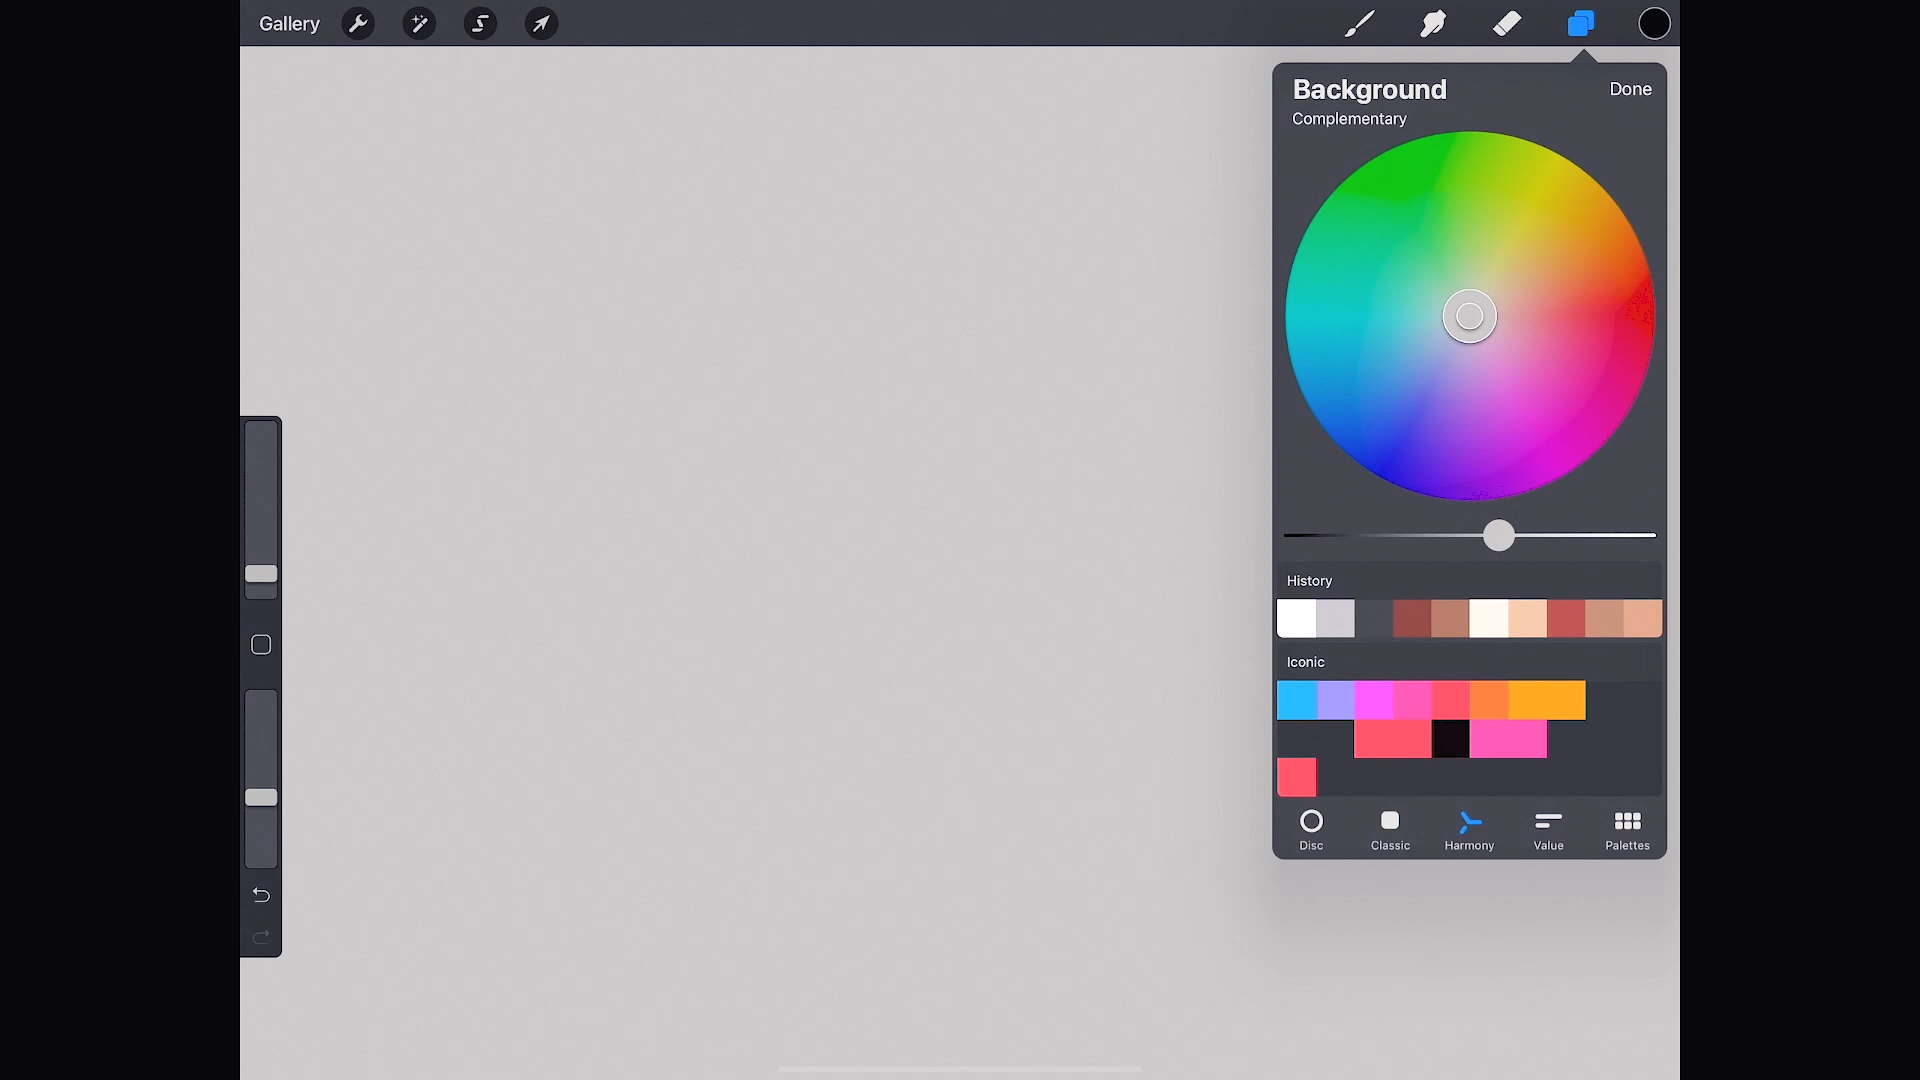 Gallery
Background
Done
Complementary
History
Iconic
Disc
Classic
Harmony
Value
Palettes